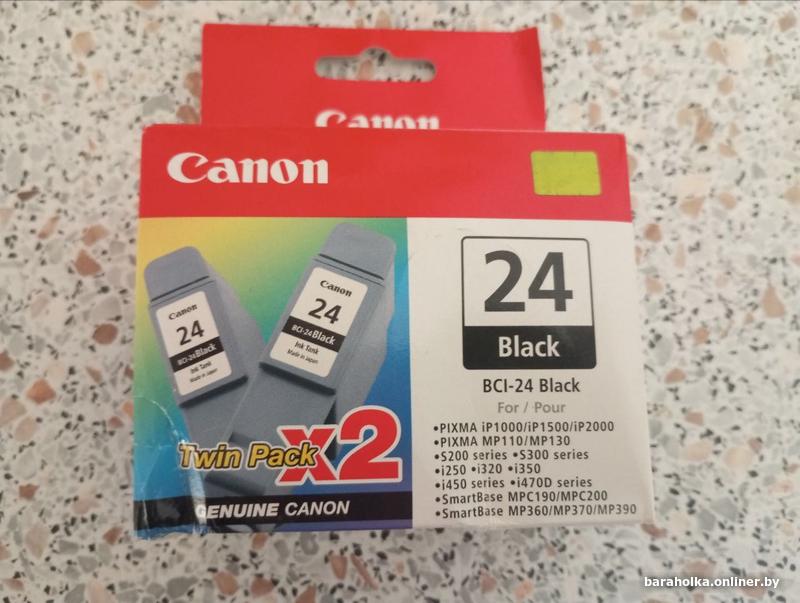 Canon
Canon
24
Black
BCI-24 Black
For / Pour
•PIXMA iP1000/iP1500/iP2000
•PIXMA MP110/MP130
•S200 series •S300 series
•i250 •i320 •i350
•i450 series •i470D series
•SmartBase MPC190/MPC200
•SmartBase MP360/MP370/MP390
Canon
24
BCI-24 Black
Ink Tank
Made in Japan
Canon
24
BCI-24 Black
Ink Tank
Made in Japan
Twin Pack X2
GENUINE CANON
baraholka.onliner.by